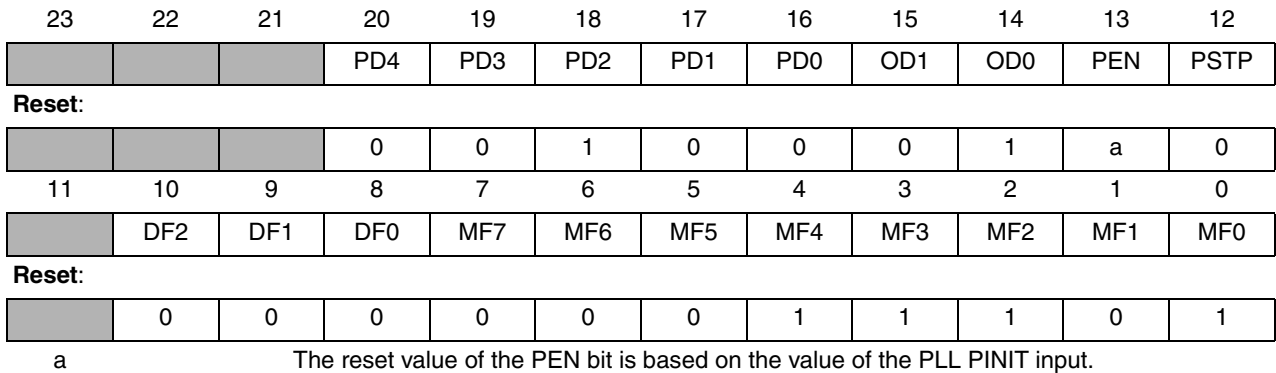 23 22 21 20 19 18 17 16 15 14 13 12
PD4 PD3 PD2 PD1 PD0 OD1 OD0 PEN PSTP
Reset:
0 0 1 0 0 0 1 a 0
11 10 9 8 7 6 5 4 3 2 1 0
DF2 DF1 DF0 MF7 MF6 MF5 MF4 MF3 MF2 MF1 MF0
Reset:
0 0 0 0 0 0 1 1 1 0 1
a The reset value of the PEN bit is based on the value of the PLL PINIT input.